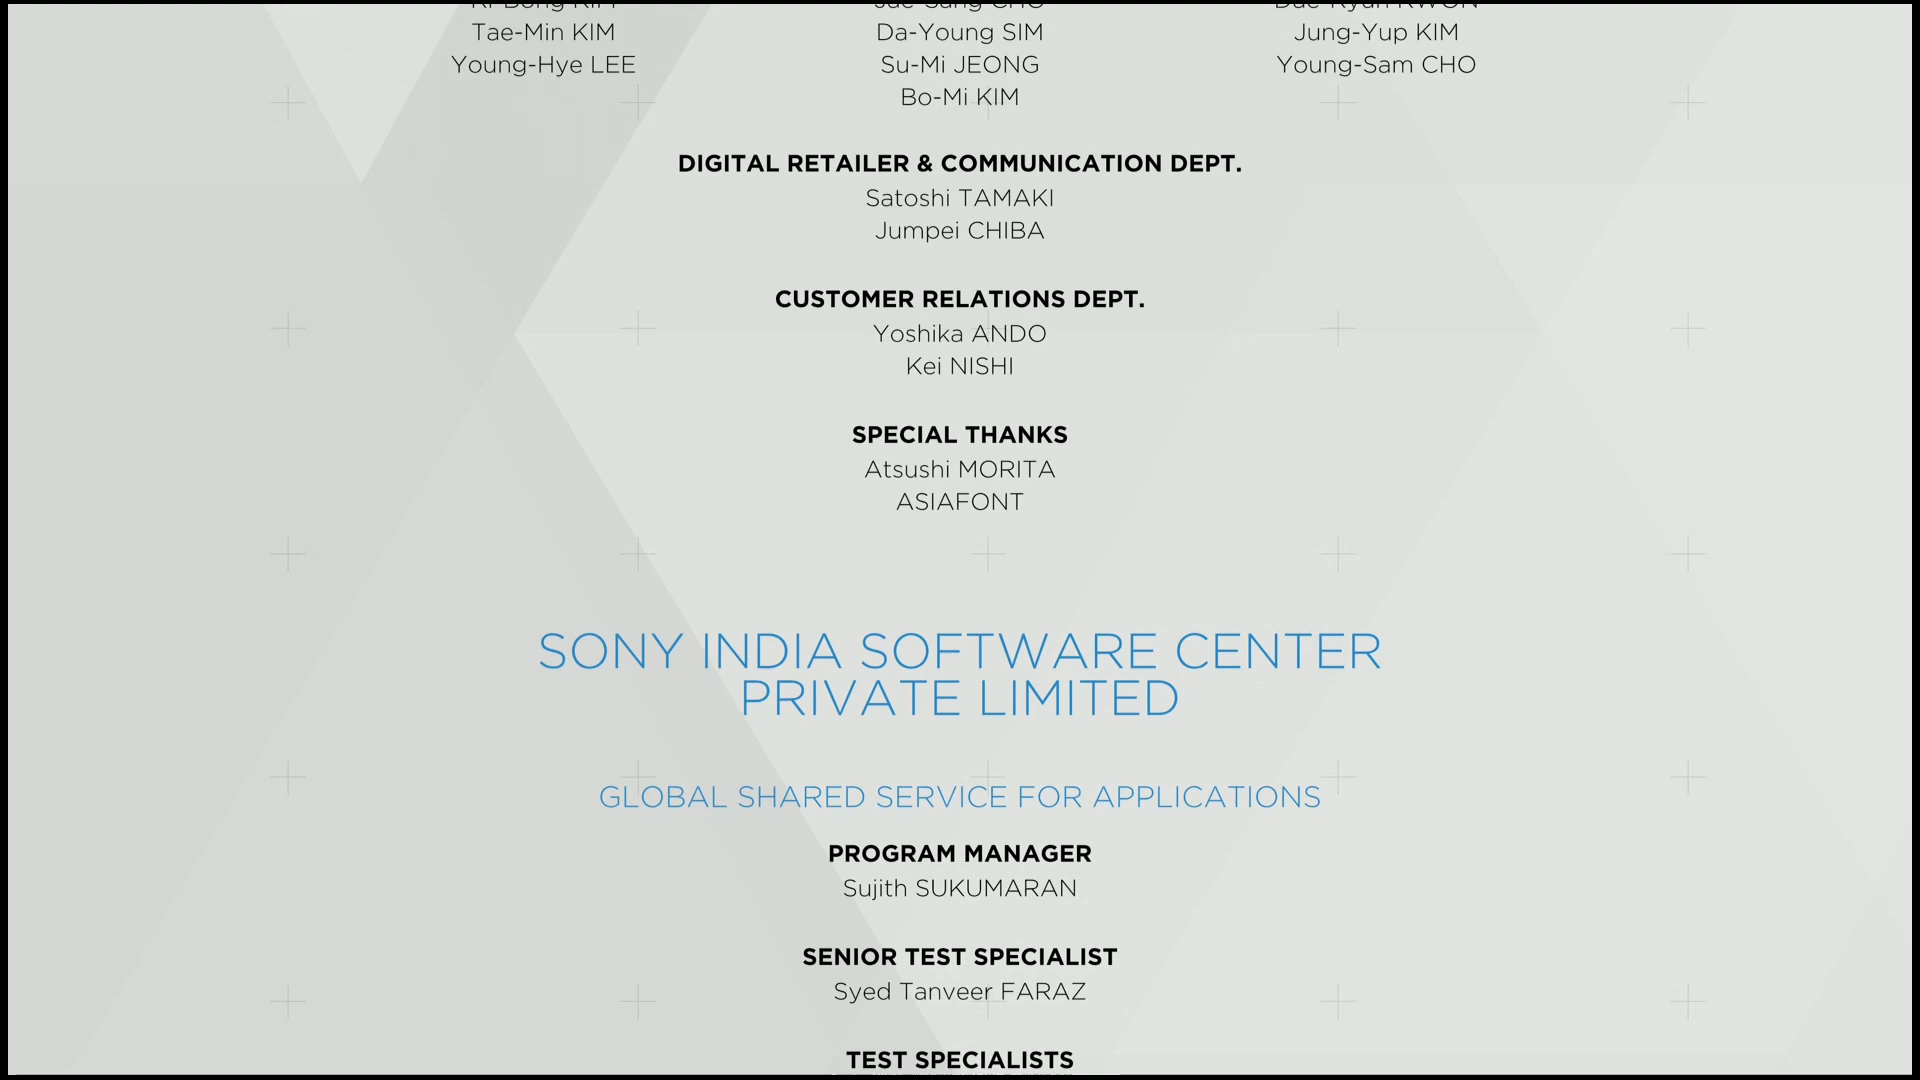 Tae-Min KIM Da-Young SIM Jung-Yup KIM
Young-Hye LEE Su-Mi JEONG Young-Sam CHO
Bo-Mi KIM
DIGITAL RETAILER & COMMUNICATION DEPT.
Satoshi TAMAKI
Jumpei CHIBA
CUSTOMER RELATIONS DEPT.
Yoshika ANDO
Kei NISHI
SPECIAL THANKS
Atsushi MORITA
ASIAFONT
SONY INDIA SOFTWARE CENTER
PRIVATE LIMITED
GLOBAL SHARED SERVICE FOR APPLICATIONS
PROGRAM MANAGER
Sujith SUKUMARAN
SENIOR TEST SPECIALIST
Syed Tanveer FARAZ
TEST SPECIALISTS